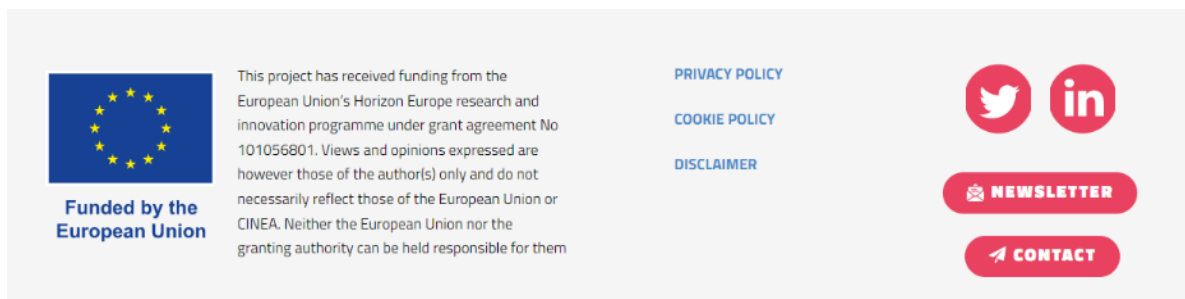 Funded by the
European Union
This project has received funding from the
European Union's Horizon Europe research and
innovation programme under grant agreement No
101056801. Views and opinions expressed are
however those of the author(s) only and do not
necessarily reflect those of the European Union or
CINEA. Neither the European Union nor the
granting authority can be held responsible for them
PRIVACY POLICY
COOKIE POLICY
DISCLAIMER
in
NEWSLETTER
CONTACT